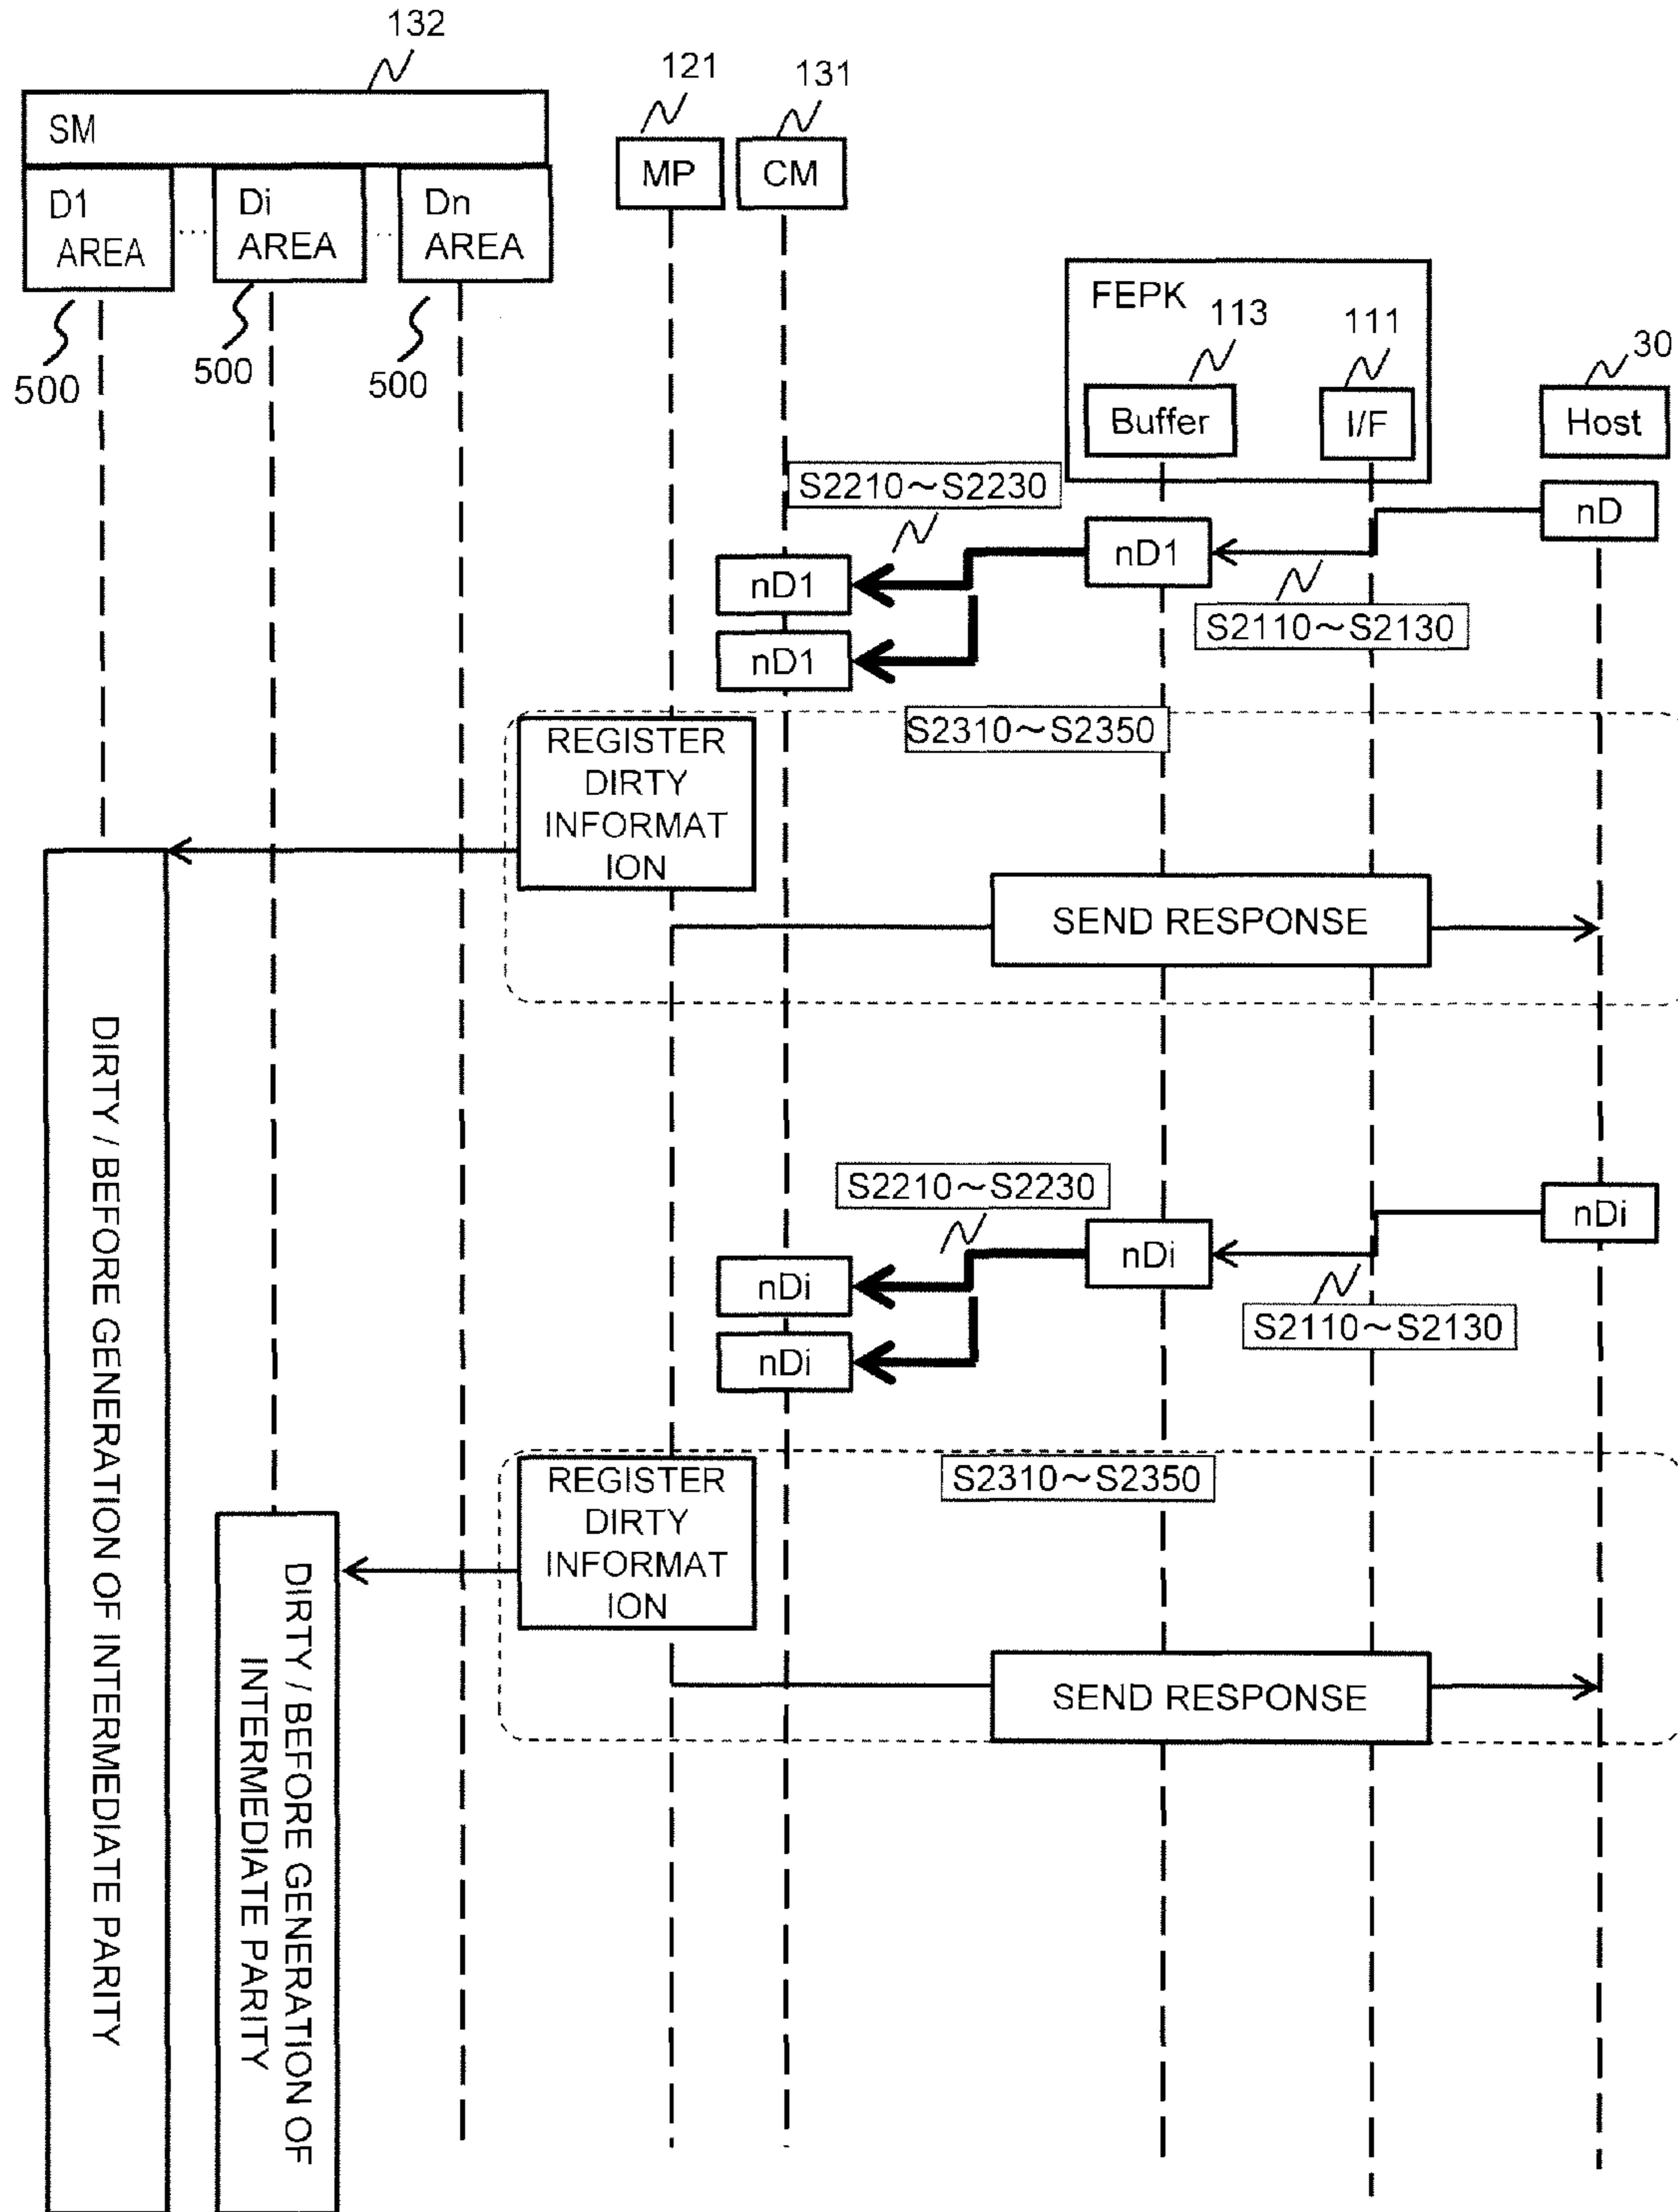 132
121
131
SM
MP
CM
D1
AREA
...
Di
AREA
...
Dn
AREA
500
500
500
FEPK
113
111
30
Buffer
I/F
Host
S2210~S2230
nD
nD1
nD1
S2110~S2130
nD1
S2310~S2350
REGISTER
DIRTY
INFORMAT
ION
SEND RESPONSE
DIRTY / BEFORE GENERATION OF INTERMEDIATE PARITY
S2210~S2230
nDi
nDi
nDi
S2110~S2130
nDi
S2310~S2350
REGISTER
DIRTY
INFORMAT
ION
DIRTY / BEFORE GENERATION OF
INTERMEDIATE PARITY
SEND RESPONSE